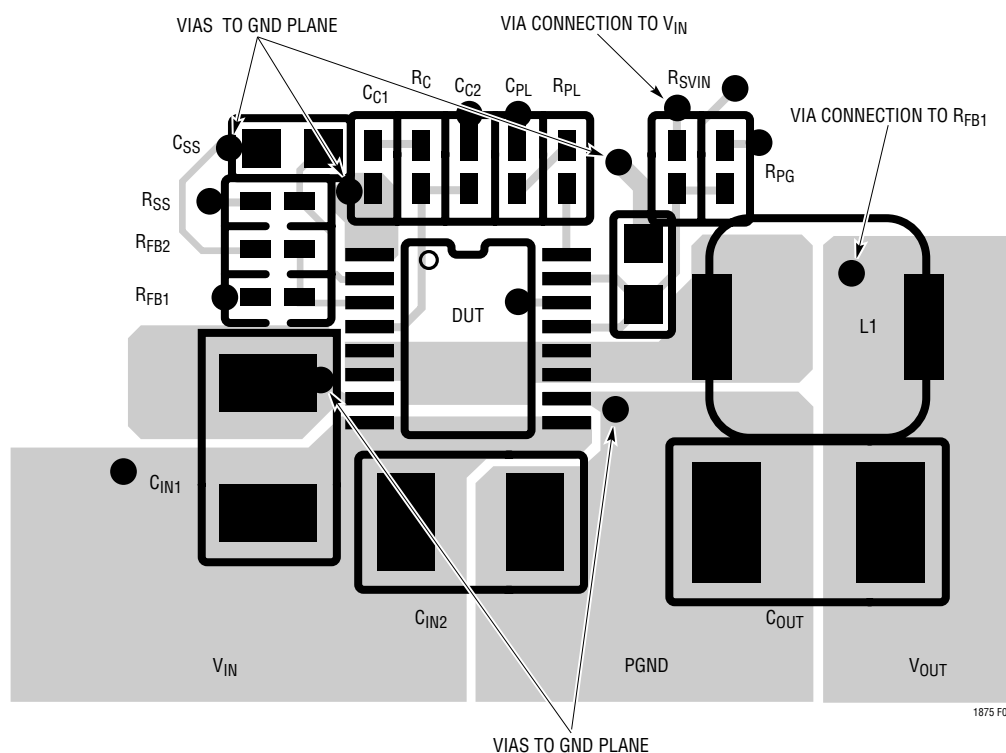 VIAS TO GND PLANE
VIA CONNECTION TO VIN
CC1
RC
CC2
CPL
RPL
RSVIN
VIA CONNECTION TO RFB1
CSS
RPG
RSS
RFB2
RFB1
DUT
L1
CIN1
CIN2
COUT
VIN
PGND
VOUT
1875 F0
VIAS TO GND PLANE